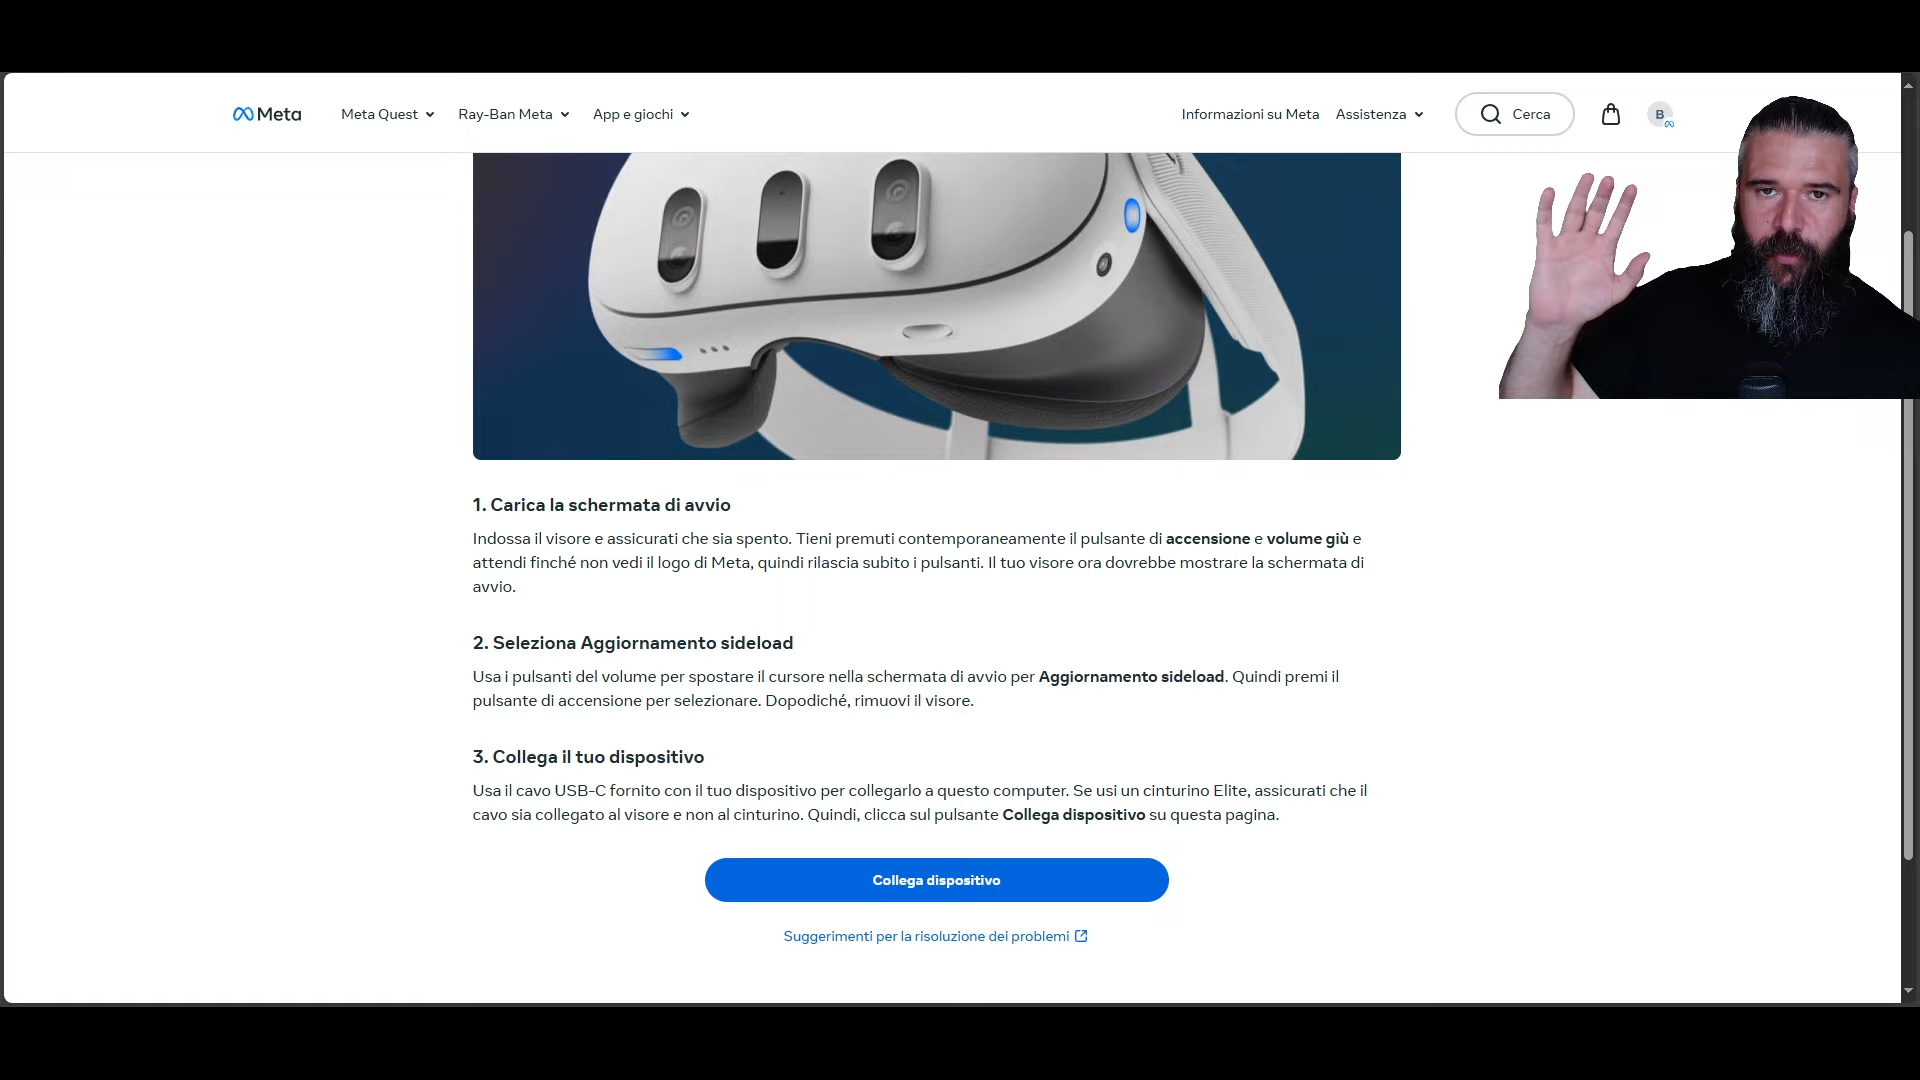 Meta
Meta Quest
Ray-Ban Meta
App e giochi
Informazioni su Meta
Assistenza
Cerca
B
1. Carica la schermata di avvio
Indossa il visore e assicurati che sia spento. Tieni premuti contemporaneamente il pulsante di accensione e volume giù e
attendi finché non vedi il logo di Meta, quindi rilascia subito i pulsanti. Il tuo visore ora dovrebbe mostrare la schermata di
avvio.
2. Seleziona Aggiornamento sideload
Usa i pulsanti del volume per spostare il cursore nella schermata di avvio per Aggiornamento sideload. Quindi premi il
pulsante di accensione per selezionare. Dopodiché, rimuovi il visore.
3. Collega il tuo dispositivo
Usa il cavo USB-C fornito con il tuo dispositivo per collegarlo a questo computer. Se usi un cinturino Elite, assicurati che il
cavo sia collegato al visore e non al cinturino. Quindi, clicca sul pulsante Collega dispositivo su questa pagina.
Collega dispositivo
Suggerimenti per la risoluzione dei problemi